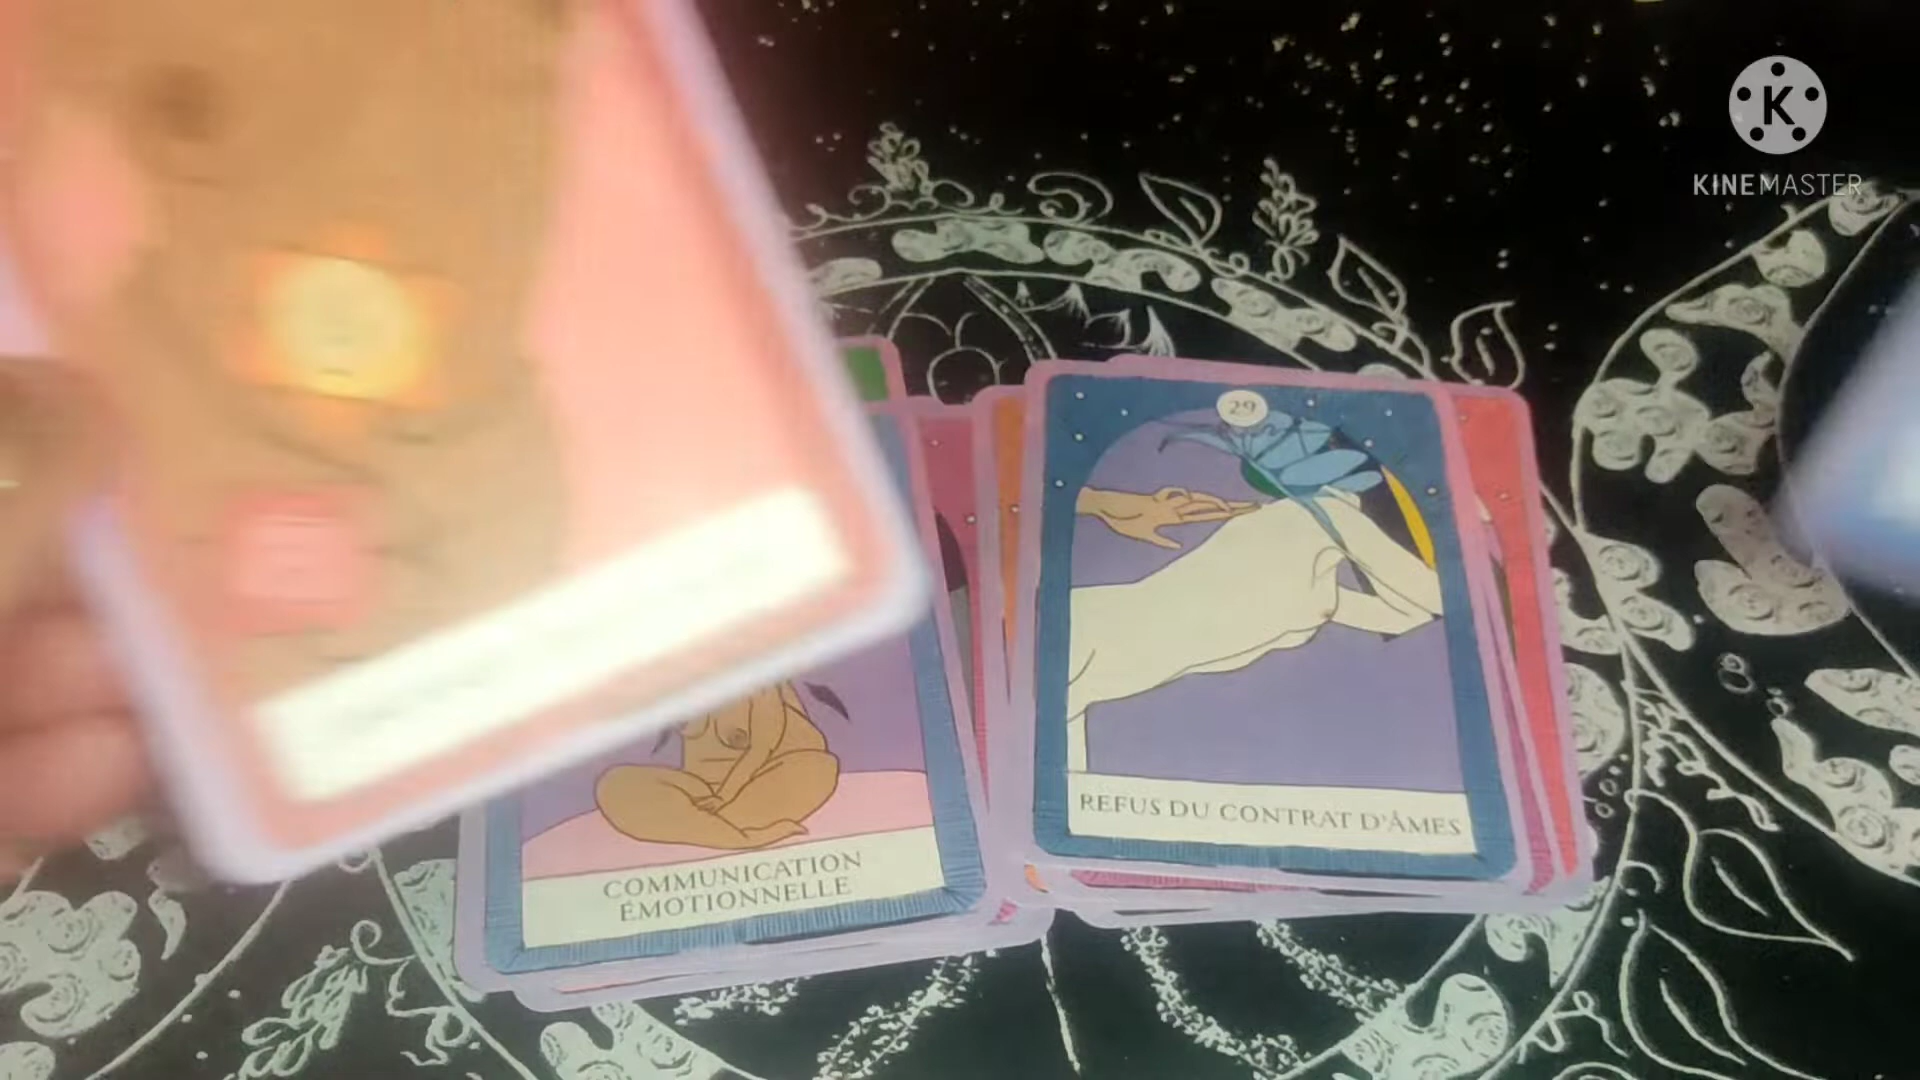 K
KINEMASTER
29
REFUS DU CONTRAT D'ÂMES
COMMUNICATION
ÉMOTIONNELLE